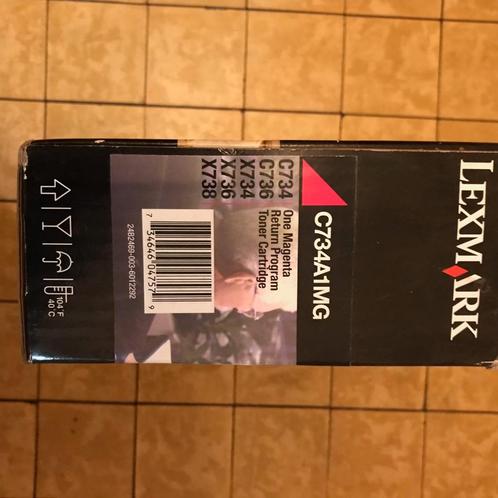 LEXMARK
C734A1MG
C734 One Magenta
C736 Return Program
X734 Toner Cartridge
X736
X738
7 34646 04757 9
2482469-003-6012292
104°F
40°C